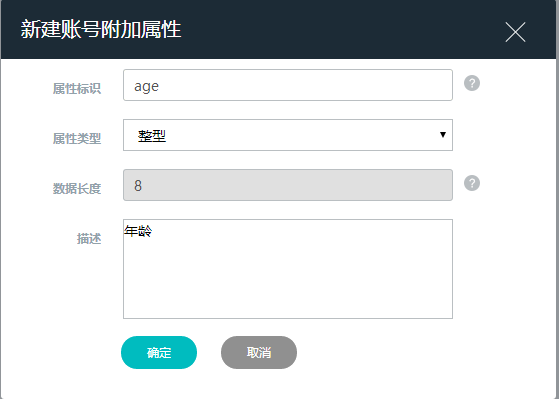 新建账号附加属性
属性标识 age ?
属性类型 整型
数据长度 8 ?
描述 年龄
确定 取消